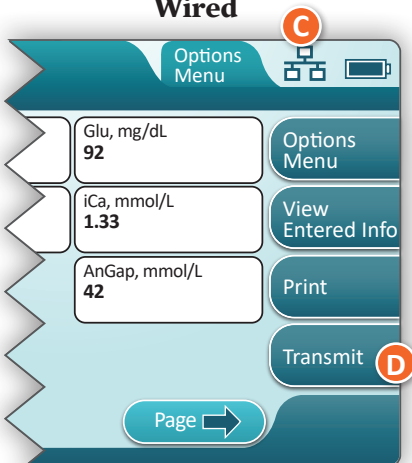 Wired
C
Options
Menu
Glu, mg/dL
92
Options
Menu
iCa, mmol/L
1.33
View
Entered Info
AnGap, mmol/L
42
Print
Transmit
D
Page